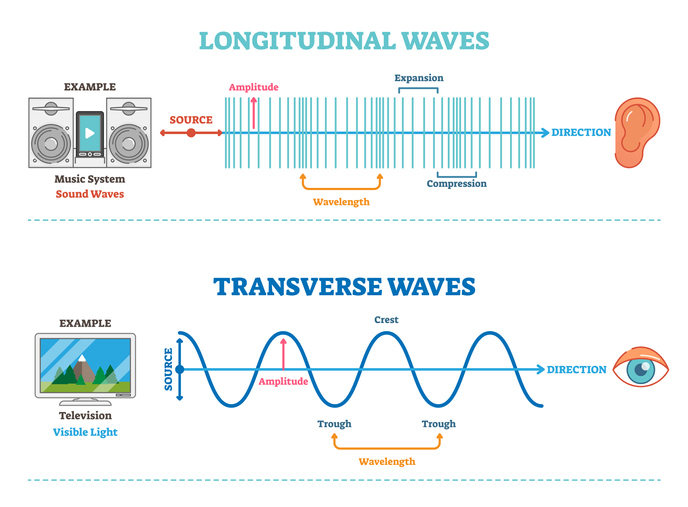 LONGITUDINAL WAVES
EXAMPLE
Amplitude
Expansion
SOURCE
DIRECTION
Music System
Sound Waves
Wavelength
Compression
TRANSVERSE WAVES
EXAMPLE
Crest
SOURCE
Amplitude
DIRECTION
Television
Visible Light
Trough
Trough
Wavelength